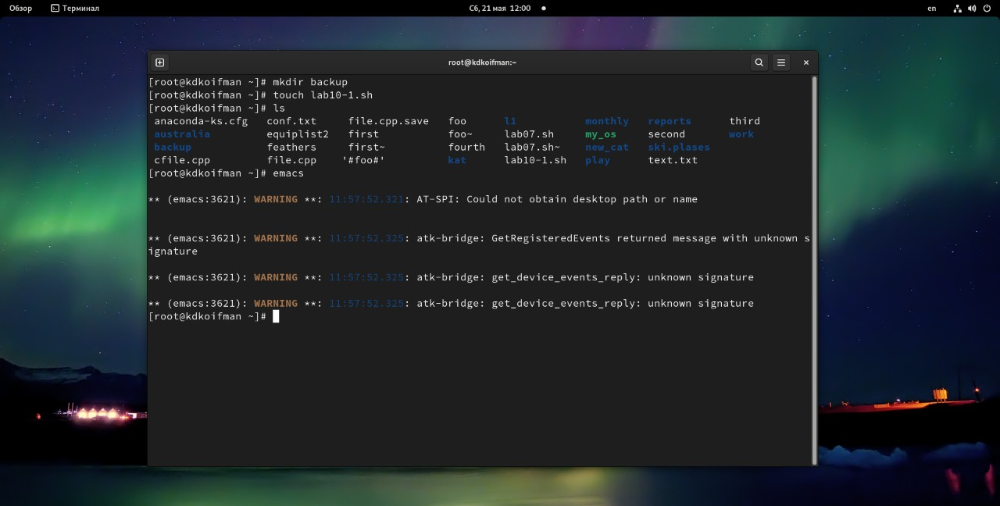 Обзор Терминал Сб, 21 мая 12:00 en
root@kdkoifman:~
[root@kdkoifman ~]# mkdir backup
[root@kdkoifman ~]# touch lab10-1.sh
[root@kdkoifman ~]# ls
anaconda-ks.cfg conf.txt file.cpp.save foo l1 monthly reports third
australia equiplist2 first foo~ lab07.sh my_os second work
backup feathers first~ fourth lab07.sh~ new_cat ski.plases
cfile.cpp file.cpp '#foo#' kat lab10-1.sh play text.txt
[root@kdkoifman ~]# emacs
** (emacs:3621): WARNING **: 11:57:52.321: AT-SPI: Could not obtain desktop path or name
** (emacs:3621): WARNING **: 11:57:52.325: atk-bridge: GetRegisteredEvents returned message with unknown s
ignature
** (emacs:3621): WARNING **: 11:57:52.325: atk-bridge: get_device_events_reply: unknown signature
** (emacs:3621): WARNING **: 11:57:52.325: atk-bridge: get_device_events_reply: unknown signature
[root@kdkoifman ~]#